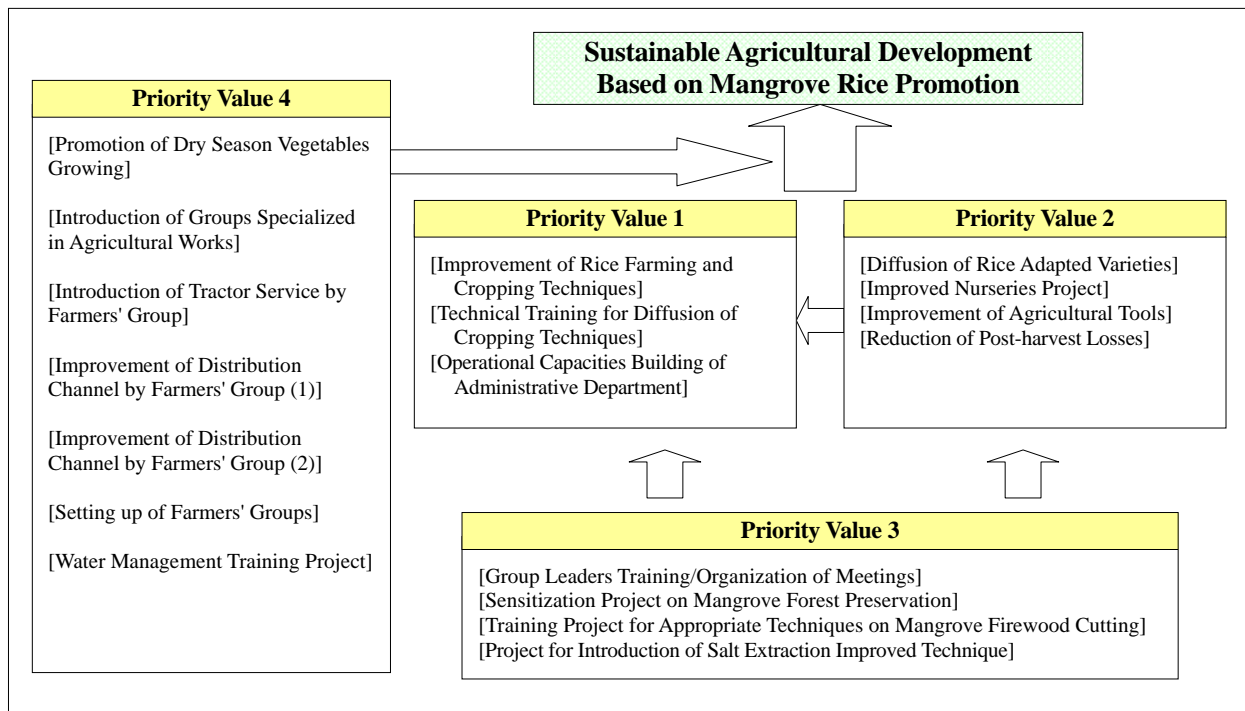 Sustainable Agricultural Development
Based on Mangrove Rice Promotion
Priority Value 4
[Promotion of Dry Season Vegetables
Growing]
[Introduction of Groups Specialized
in Agricultural Works]
[Introduction of Tractor Service by
Farmers' Group]
[Improvement of Distribution
Channel by Farmers' Group (1)]
[Improvement of Distribution
Channel by Farmers' Group (2)]
[Setting up of Farmers' Groups]
[Water Management Training Project]
Priority Value 1
[Improvement of Rice Farming and
Cropping Techniques]
[Technical Training for Diffusion of
Cropping Techniques]
[Operational Capacities Building of
Administrative Department]
Priority Value 2
[Diffusion of Rice Adapted Varieties]
[Improved Nurseries Project]
[Improvement of Agricultural Tools]
[Reduction of Post-harvest Losses]
Priority Value 3
[Group Leaders Training/Organization of Meetings]
[Sensitization Project on Mangrove Forest Preservation]
[Training Project for Appropriate Techniques on Mangrove Firewood Cutting]
[Project for Introduction of Salt Extraction Improved Technique]